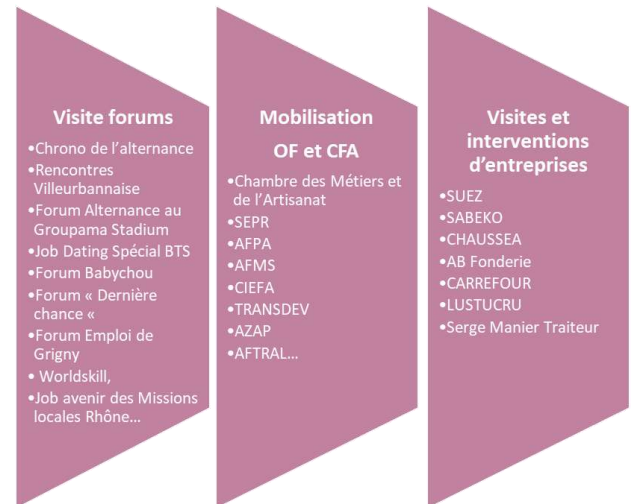 Visite forums
•Chrono de l’alternance
•Rencontres
Villeurbannaise
•Forum Alternance au
Groupama Stadium
•Job Dating Spécial BTS
•Forum Babychou
•Forum « Dernière
chance «
•Forum Emploi de
Grigny
• Worldskill,
•Job avenir des Missions
locales Rhône…
Mobilisation
OF et CFA
•Chambre des Métiers et
de l’Artisanat
•SEPR
•AFPA
•AFMS
•CIEFA
•TRANSDEV
•AZAP
•AFTRAL…
Visites et
interventions
d’entreprises
•SUEZ
•SABEKO
•CHAUSSEA
•AB Fonderie
•CARREFOUR
•LUSTUCRU
•Serge Manier Traiteur